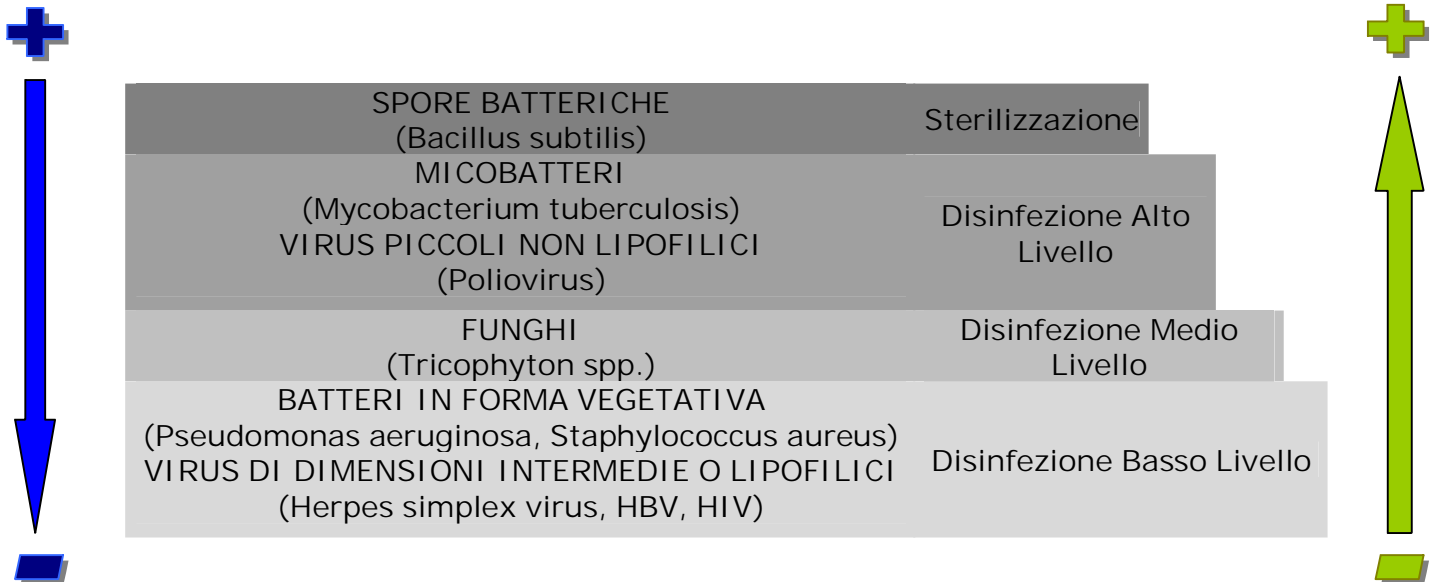 SPORE BATTERICHE
(Bacillus subtilis)
Sterilizzazione
MICOBATTERI
(Mycobacterium tuberculosis)
VIRUS PICCOLI NON LIPOFILICI
(Poliovirus)
Disinfezione Alto
Livello
FUNGHI
(Tricophyton spp.)
Disinfezione Medio
Livello
BATTERI IN FORMA VEGETATIVA
(Pseudomonas aeruginosa, Staphylococcus aureus)
VIRUS DI DIMENSIONI INTERMEDIE O LIPOFILICI
(Herpes simplex virus, HBV, HIV)
Disinfezione Basso Livello